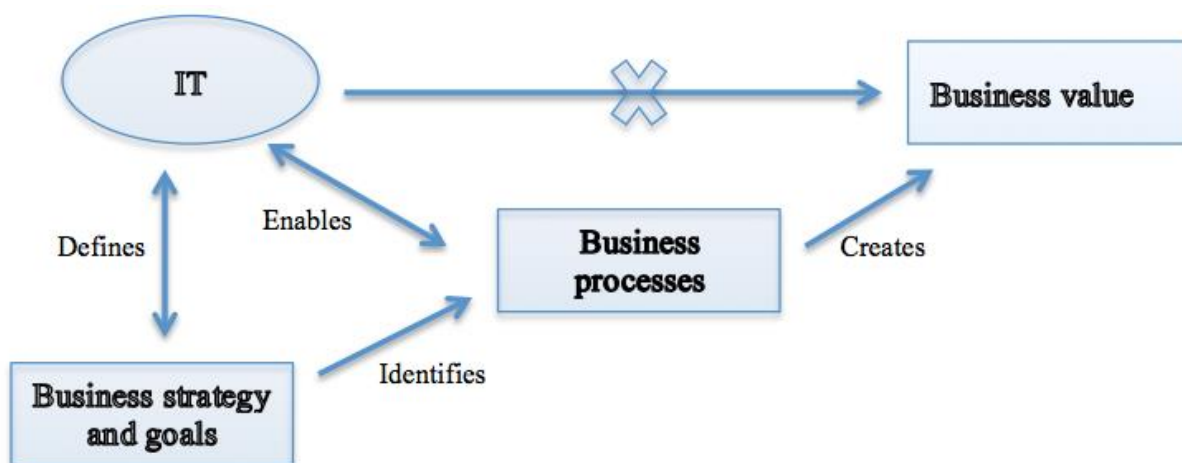 IT
Business value
Enables
Defines
Business
processes
Creates
Identifies
Business strategy
and goals